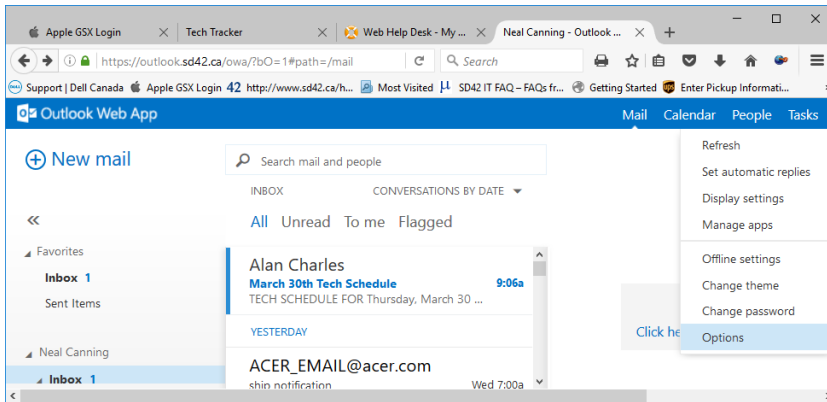 Apple GSX Login
Tech Tracker
Web Help Desk - My ...
Neal Canning - Outlook ...
https://outlook.sd42.ca/owa/?bO=1#path=/mail
Search
DELL Support | Dell Canada
Apple GSX Login
42 http://www.sd42.ca/h...
Most Visited
SD42 IT FAQ – FAQs fr...
Getting Started
Enter Pickup Informati...
Outlook Web App
Mail
Calendar
People
Tasks
New mail
Search mail and people
INBOX
CONVERSATIONS BY DATE
All
Unread
To me
Flagged
Favorites
Inbox 1
Sent Items
Neal Canning
Inbox 1
Alan Charles
March 30th Tech Schedule
9:06a
TECH SCHEDULE FOR Thursday, March 30 ...
YESTERDAY
ACER_EMAIL@acer.com
ship notification
Wed 7:00a
Click he
Refresh
Set automatic replies
Display settings
Manage apps
Offline settings
Change theme
Change password
Options